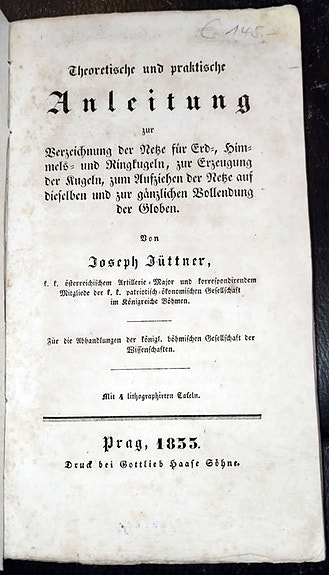 € 145.-
Theoretische und praktische
Anleitung
zur
Verzeichnung der Netze für Erd-, Him-
mels- und Ringkugeln, zur Erzeugung
der Kugeln, zum Aufziehen der Netze auf
dieselben und zur gänzlichen Vollendung
der Globen.
Von
Joseph Jüttner,
k. k. österreichischem Artillerie-Major und korrespondirendem
Mitgliede der k. k. patriotisch-ökonomischen Gesellschaft
im Königreiche Böhmen.
Für die Abhandlungen der königl. böhmischen Gesellschaft der
Wissenschaften.
Mit 4 lithographirten Tafeln.
Prag, 1833.
Druck bei Gottlieb Haase Söhne.